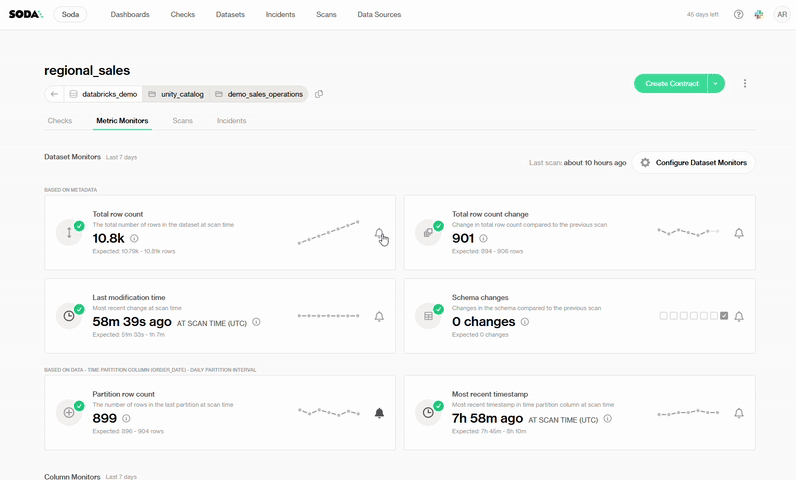 SODA Soda Dashboards Checks Datasets Incidents Scans Data Sources 45 days left ? AR
regional_sales
databricks_demo unity_catalog demo_sales_operations
Create Contract
Checks Metric Monitors Scans Incidents
Dataset Monitors Last 7 days
Last scan: about 10 hours ago Configure Dataset Monitors
BASED ON METADATA
Total row count
The total number of rows in the dataset at scan time
10.8k
Expected: 10.79k - 10.81k rows
Total row count change
Change in total row count compared to the previous scan
901
Expected: 894 - 906 rows
Last modification time
Most recent change at scan time
58m 39s ago AT SCAN TIME (UTC)
Expected: 51m 33s - 1h 7m
Schema changes
Changes in the schema compared to the previous scan
0 changes
Expected 0 changes
BASED ON DATA - TIME PARTITION COLUMN (ORDER_DATE) - DAILY PARTITION INTERVAL
Partition row count
The number of rows in the last partition at scan time
899
Expected: 896 - 904 rows
Most recent timestamp
Most recent timestamp in time partition column at scan time
7h 58m ago AT SCAN TIME (UTC)
Expected: 7h 45m - 8h 10m
Column Monitors Last 7 days